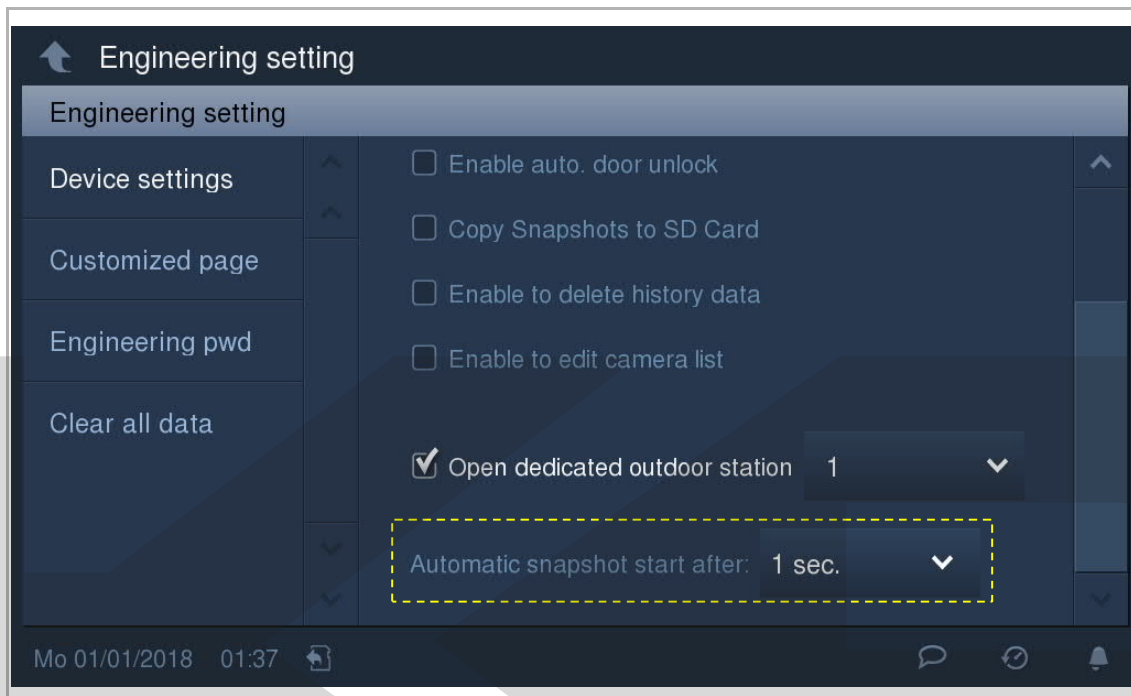 Engineering setting
Engineering setting
Device settings
Customized page
Engineering pwd
Clear all data
Enable auto. door unlock
Copy Snapshots to SD Card
Enable to delete history data
Enable to edit camera list
Open dedicated outdoor station 1
Automatic snapshot start after: 1 sec.
Mo 01/01/2018 01:37